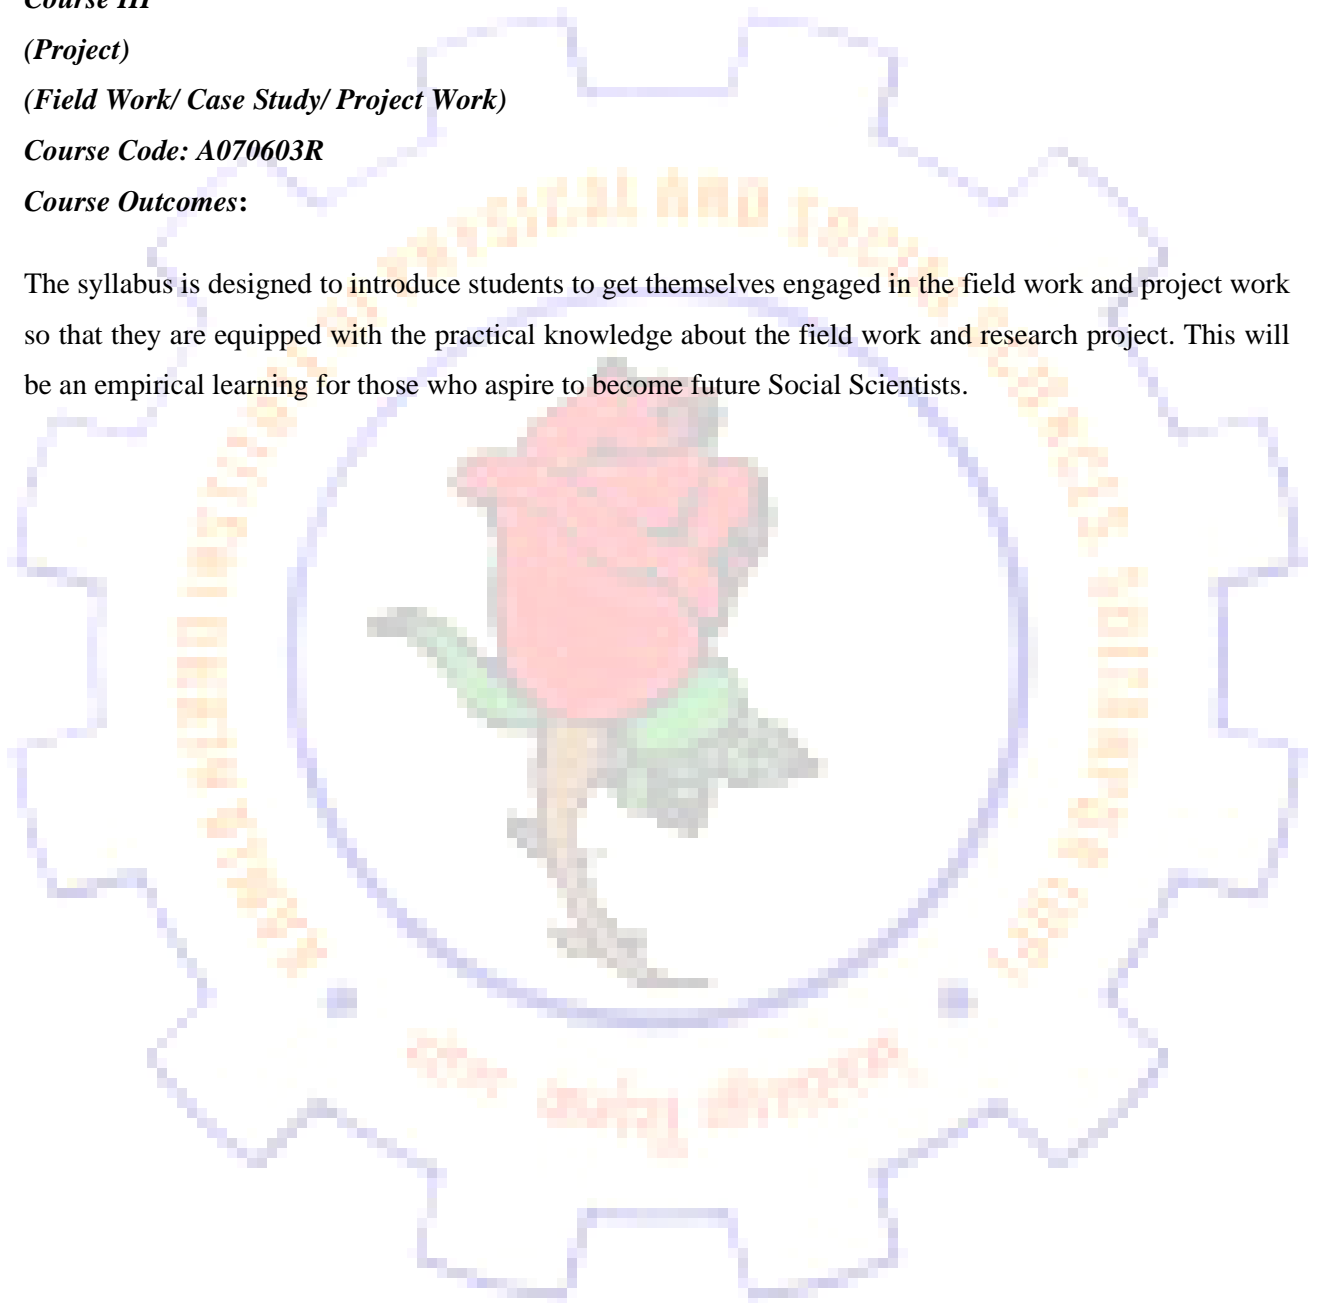 Course III
(Project)
(Field Work/ Case Study/ Project Work)
Course Code: A070603R
Course Outcomes:
The syllabus is designed to introduce students to get themselves engaged in the field work and project work
so that they are equipped with the practical knowledge about the field work and research project. This will
be an empirical learning for those who aspire to become future Social Scientists.